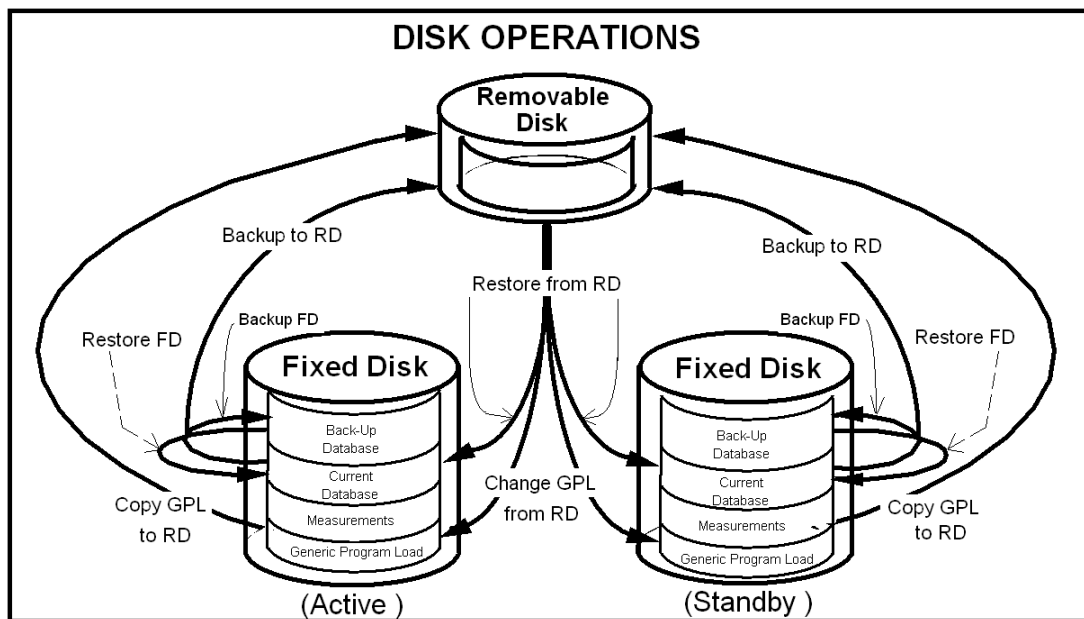 DISK OPERATIONS
Removable
Disk
Backup to RD
Backup to RD
Restore from RD
Restore FD
Backup FD
Backup FD
Restore FD
Fixed Disk
Fixed Disk
Back-Up
Database
Back-Up
Database
Current
Database
Current
Database
Copy GPL
to RD
Change GPL
from RD
Copy GPL
to RD
Measurements
Measurements
Generic Program Load
Generic Program Load
(Active )
(Standby )